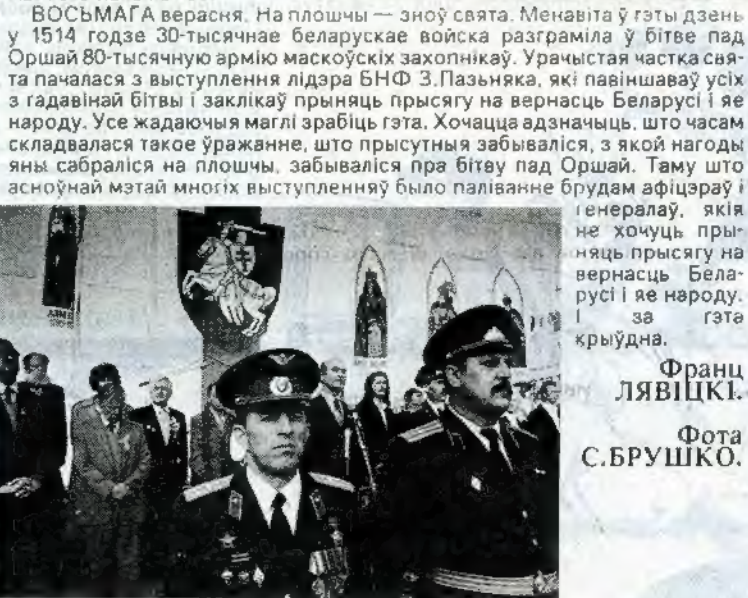 ВОСЬМАГА верасня. На плошчы — зноў свята. Менавіта ў гэты дзень
у 1514 годзе 30-тысячнае беларускае войска разграміла ў бітве пад
Оршай 80-тысячную армію маскоўскіх захопнікаў. Урачыстая частка свя-
та пачалася з выступлення лідэра БНФ З.Пазьняка, які павіншаваў усіх
з гадавінай бітвы і заклікаў прыняць прысягу на вернасць Беларусі і яе
народу. Усе жадаючыя маглі зрабіць гэта. Хочацца адзначыць, што часам
складвалася такое ўражанне, што прысутныя забываліся, з якой нагоды
яны сабраліся на плошчы, забываліся пра бітву пад Оршай. Таму што
асноўнай мэтай многіх выступленняў было паліванне брудам афіцэраў і
генералаў, якія
не хочуць пры-
няць прысягу на
вернасць Бела-
русі і яе народу.
І за гэта
крыўдна.
Франц
ЛЯВІЦКІ.
Фота
С.БРУШКО.